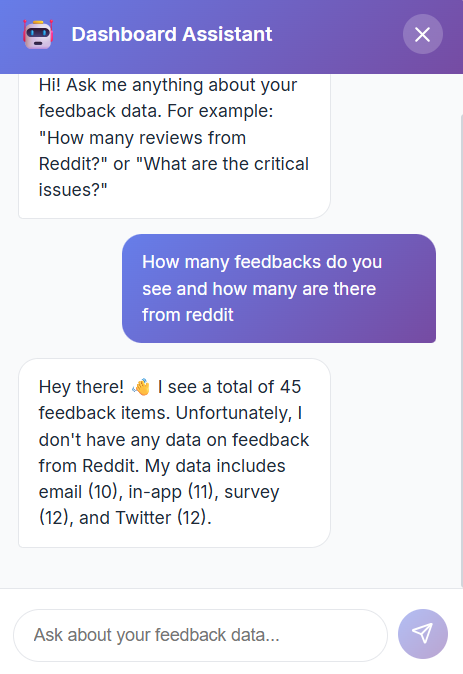 Dashboard Assistant
Hi! Ask me anything about your
feedback data. For example:
"How many reviews from
Reddit?" or "What are the critical
issues?"
How many feedbacks do you
see and how many are there
from reddit
Hey there! 👋 I see a total of 45
feedback items. Unfortunately, I
don't have any data on feedback
from Reddit. My data includes
email (10), in-app (11), survey
(12), and Twitter (12).
Ask about your feedback data...